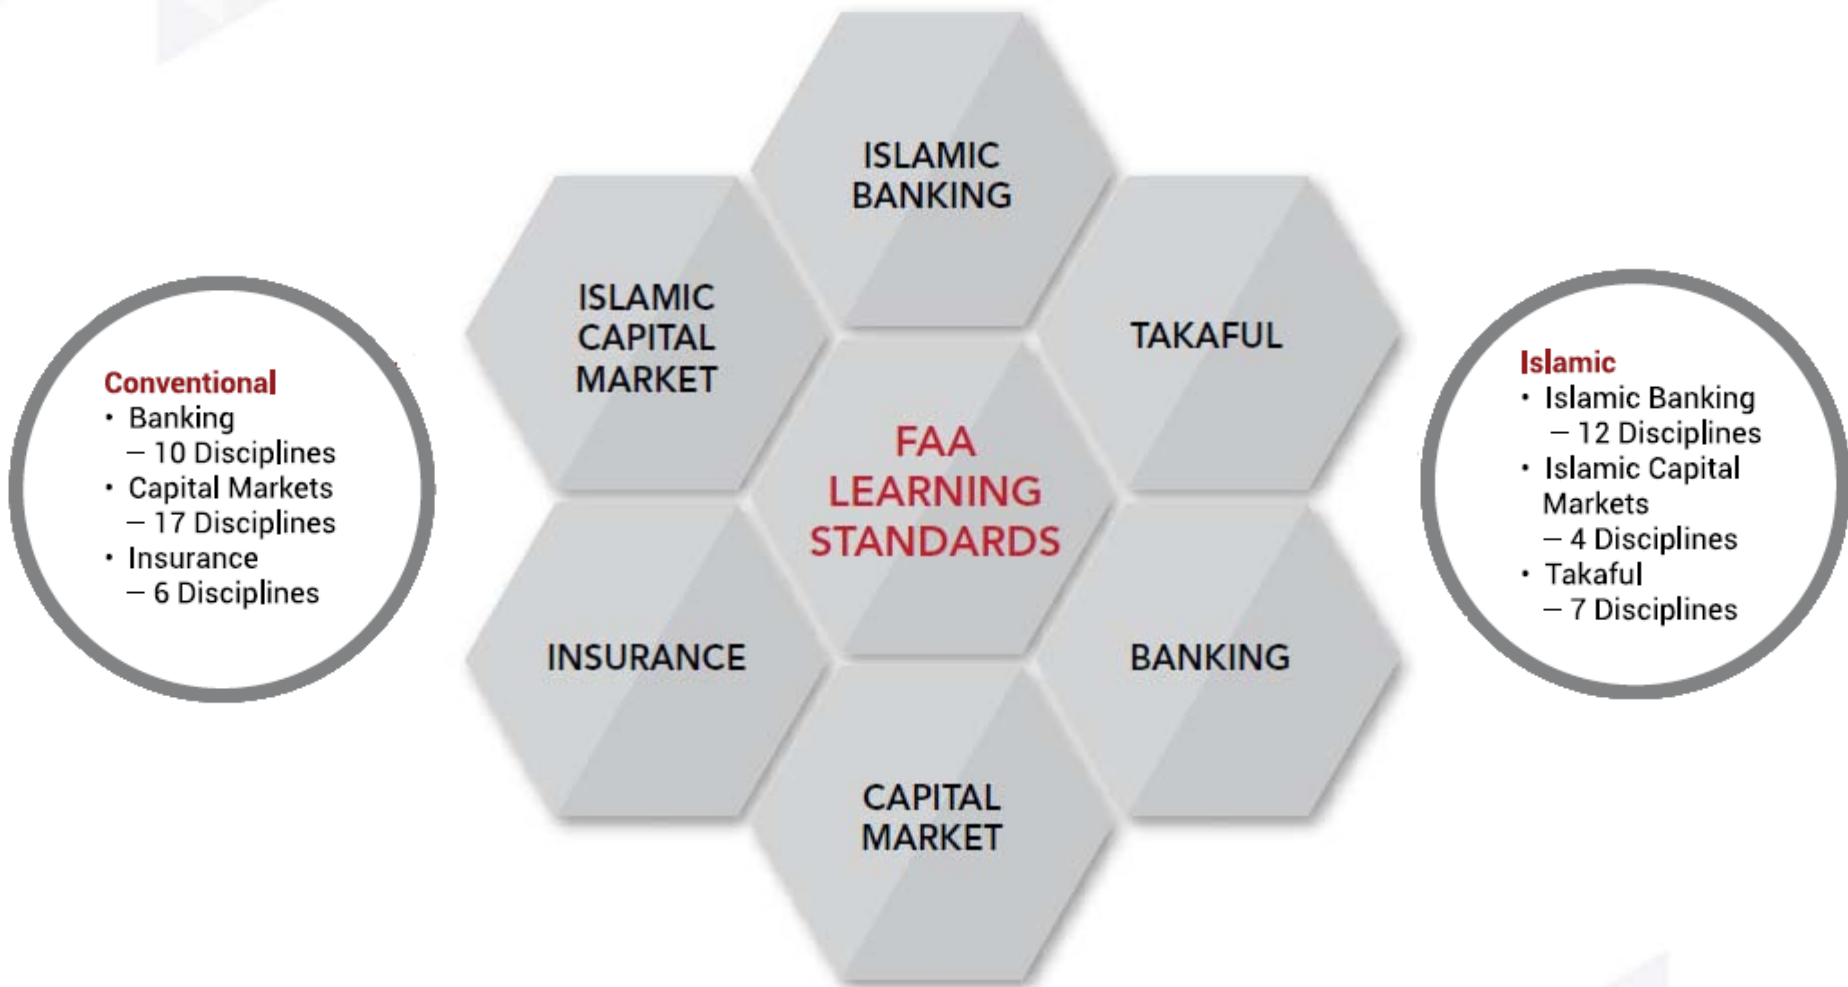 Conventional
• Banking
– 10 Disciplines
• Capital Markets
– 17 Disciplines
• Insurance
– 6 Disciplines
ISLAMIC
BANKING
ISLAMIC
CAPITAL
MARKET
TAKAFUL
FAA
LEARNING
STANDARDS
INSURANCE
BANKING
CAPITAL
MARKET
Islamic
• Islamic Banking
– 12 Disciplines
• Islamic Capital
Markets
– 4 Disciplines
• Takaful
– 7 Disciplines